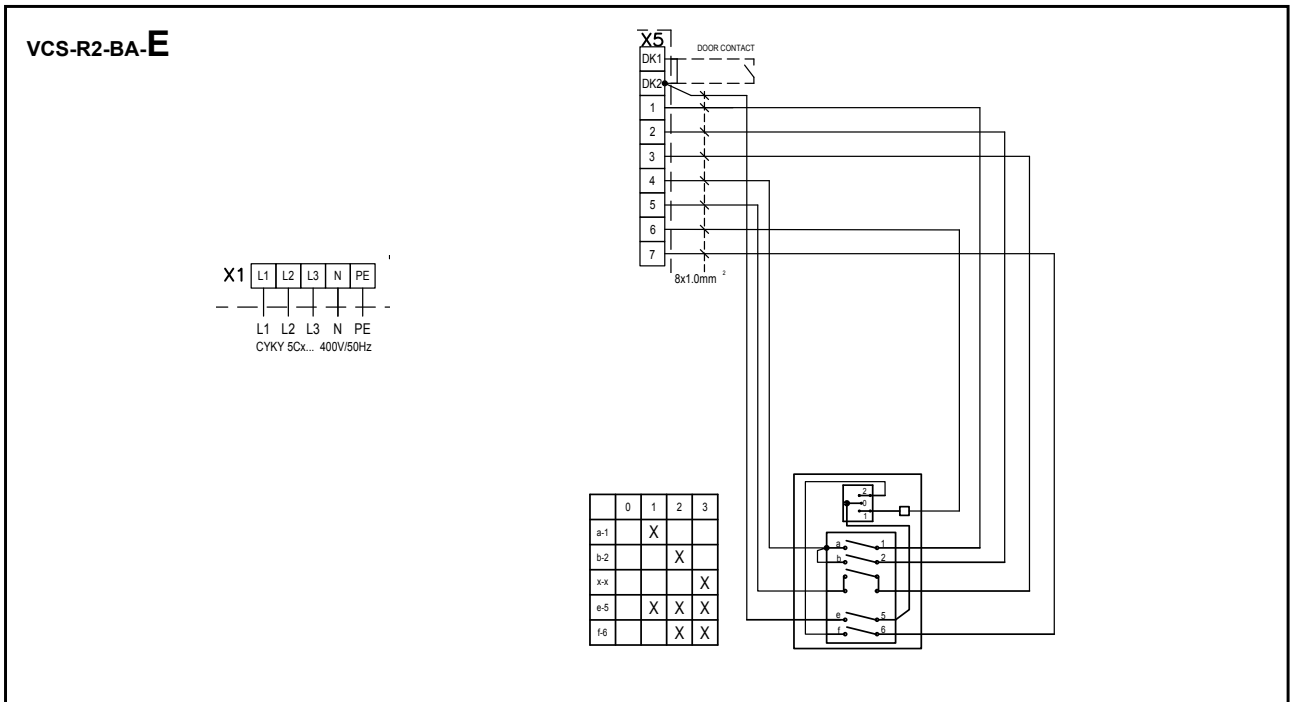 VCS-R2-BA-E
X5
DOOR CONTACT
DK1
DK2
1
2
3
4
5
6
7
8x1.0mm 2
X1 L1 L2 L3 N PE
L1 L2 L3 N PE
CYKY 5Cx... 400V/50Hz
0 1 2 3
a-1 X
b-2 X
x-x X
e-5 X X X
f-6 X X
2
0
1
a 1
b 2
e 5
f 6